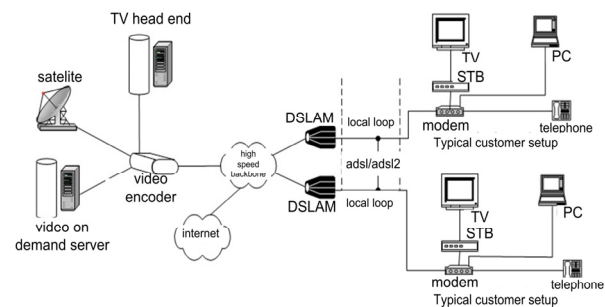 TV head end
satelite
video on
demand server
video
encoder
high
speed
backbone
internet
DSLAM
DSLAM
local loop
adsl/adsl2
local loop
TV
STB
modem
PC
telephone
Typical customer setup
TV
STB
modem
PC
telephone
Typical customer setup